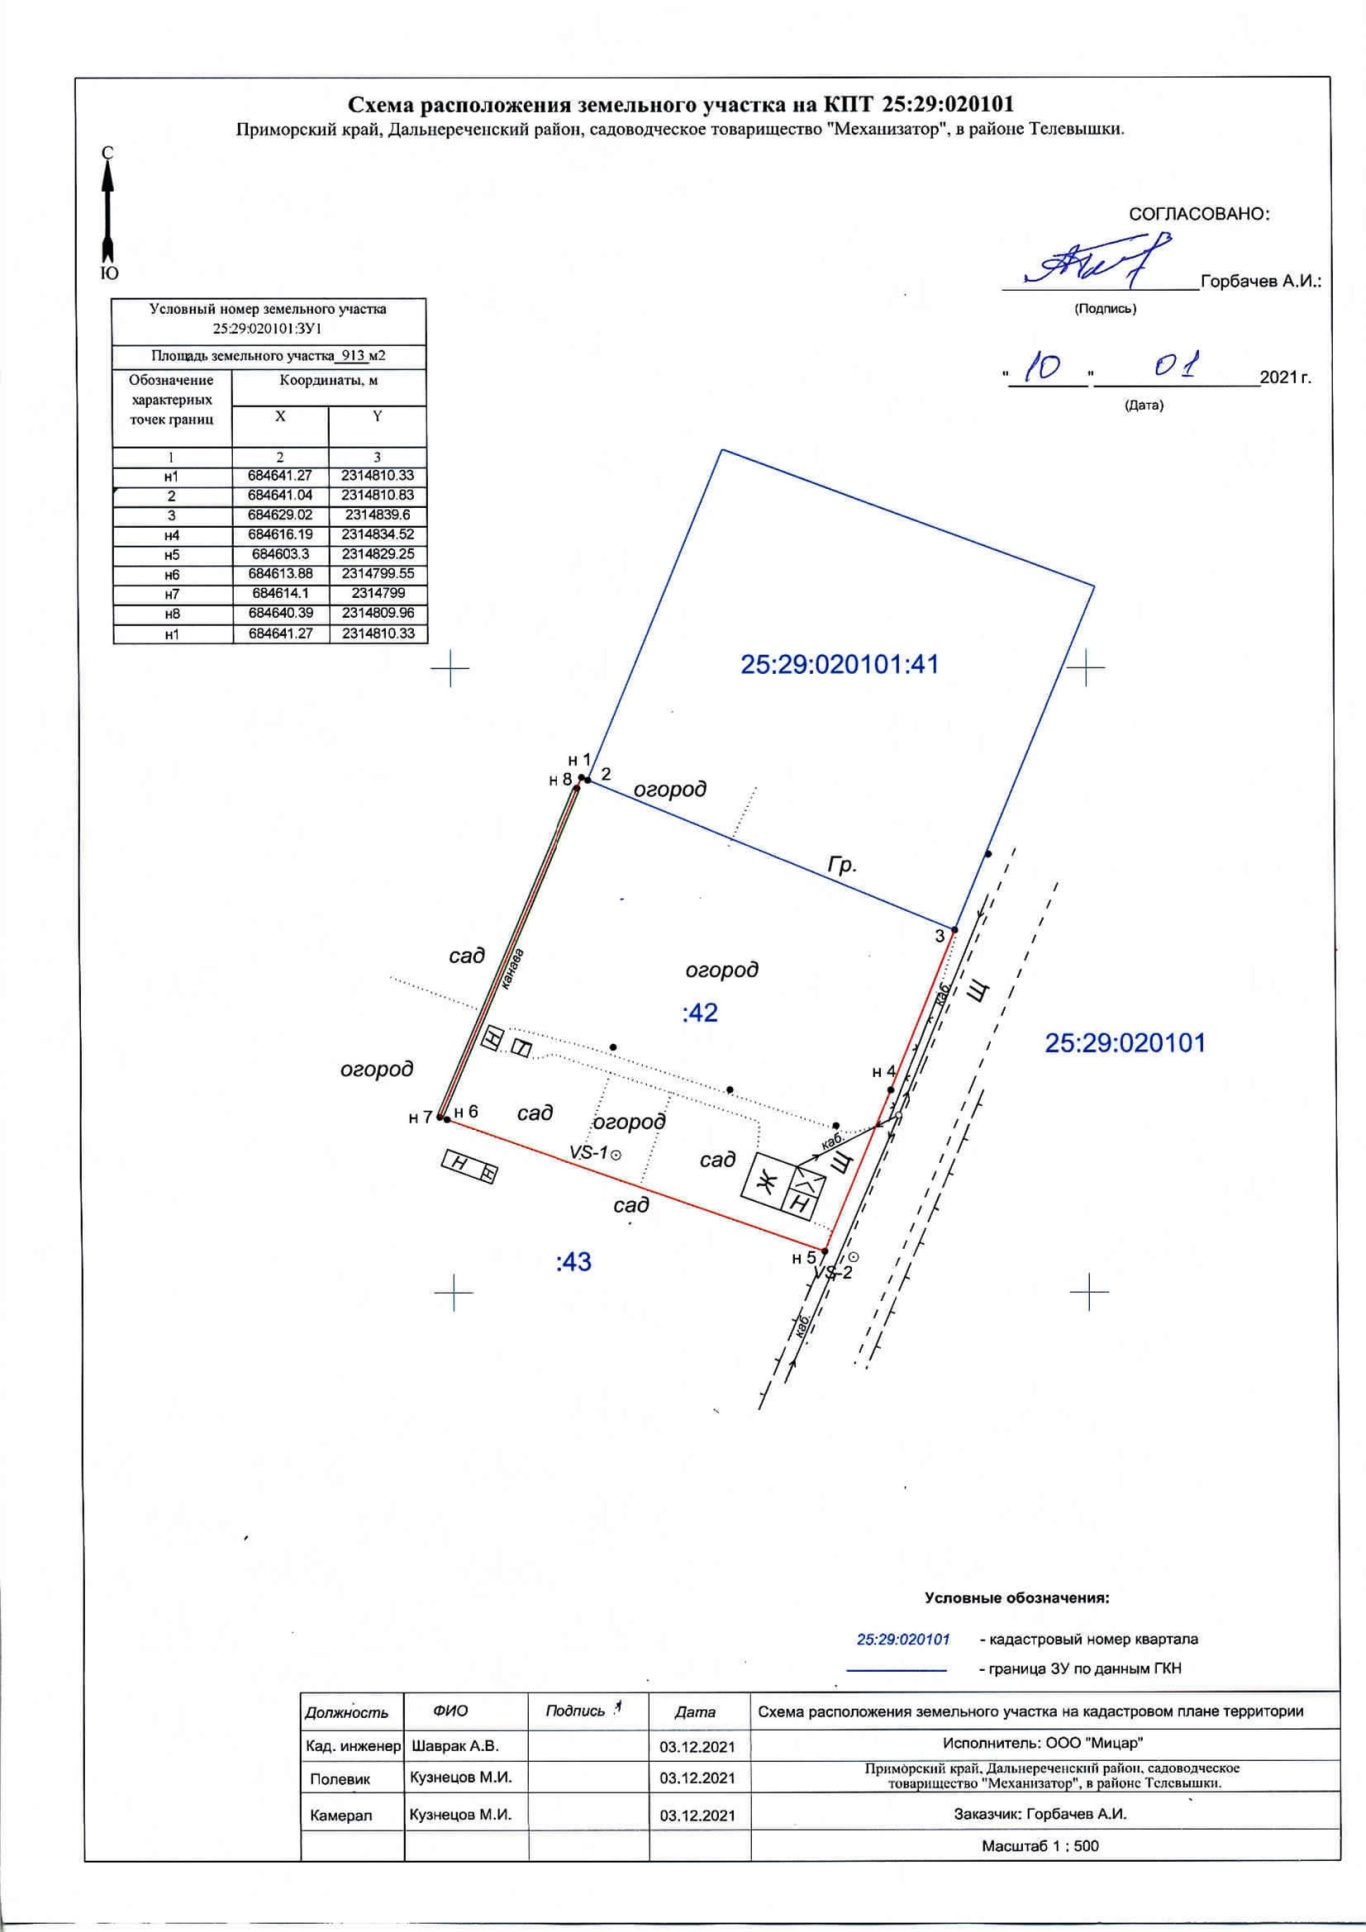 Схема расположения земельного участка на КПТ 25:29:020101
Приморский край, Дальнереченский район, садоводческое товарищество "Механизатор", в районе Телевышки.
С
Ю
СОГЛАСОВАНО:
Горбачев А.И.:
(Подпись)
" 10 " 01 2021 г.
(Дата)
Условный номер земельного участка
25:29:020101:ЗУ1
Площадь земельного участка 913 м2
Обозначение характерных точек границ
Координаты, м
X Y
1 2 3
н1 684641.27 2314810.33
2 684641.04 2314810.83
3 684629.02 2314839.6
н4 684616.19 2314834.52
н5 684603.3 2314829.25
н6 684613.88 2314799.55
н7 684614.1 2314799
н8 684640.39 2314809.96
н1 684641.27 2314810.33
25:29:020101:41
н 1
н 8
2
огород
Гр.
3
сад
канава
огород
:42
каб.
Щ
25:29:020101
Н
Г
огород
н 4
н 7
н 6
сад
огород
VS-1
сад
каб.
Щ
Ж
Н
Н
Н
сад
:43
н 5
VS-2
каб.
Условные обозначения:
25:29:020101 - кадастровый номер квартала
- граница ЗУ по данным ГКН
Должность ФИО Подпись Дата Схема расположения земельного участка на кадастровом плане территории
Кад. инженер Шаврак А.В. 03.12.2021 Исполнитель: ООО "Мицар"
Полевик Кузнецов М.И. 03.12.2021 Приморский край, Дальнереченский район, садоводческое
товарищество "Механизатор", в районе Телевышки.
Камерал Кузнецов М.И. 03.12.2021 Заказчик: Горбачев А.И.
Масштаб 1 : 500